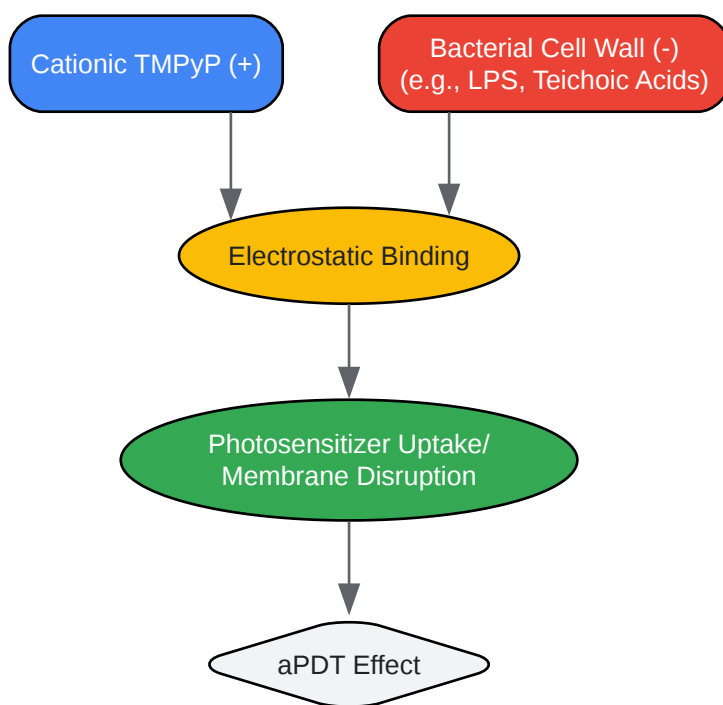 Cationic TMPyP (+)
Bacterial Cell Wall (-)
(e.g., LPS, Teichoic Acids)
Electrostatic Binding
Photosensitizer Uptake/
Membrane Disruption
aPDT Effect